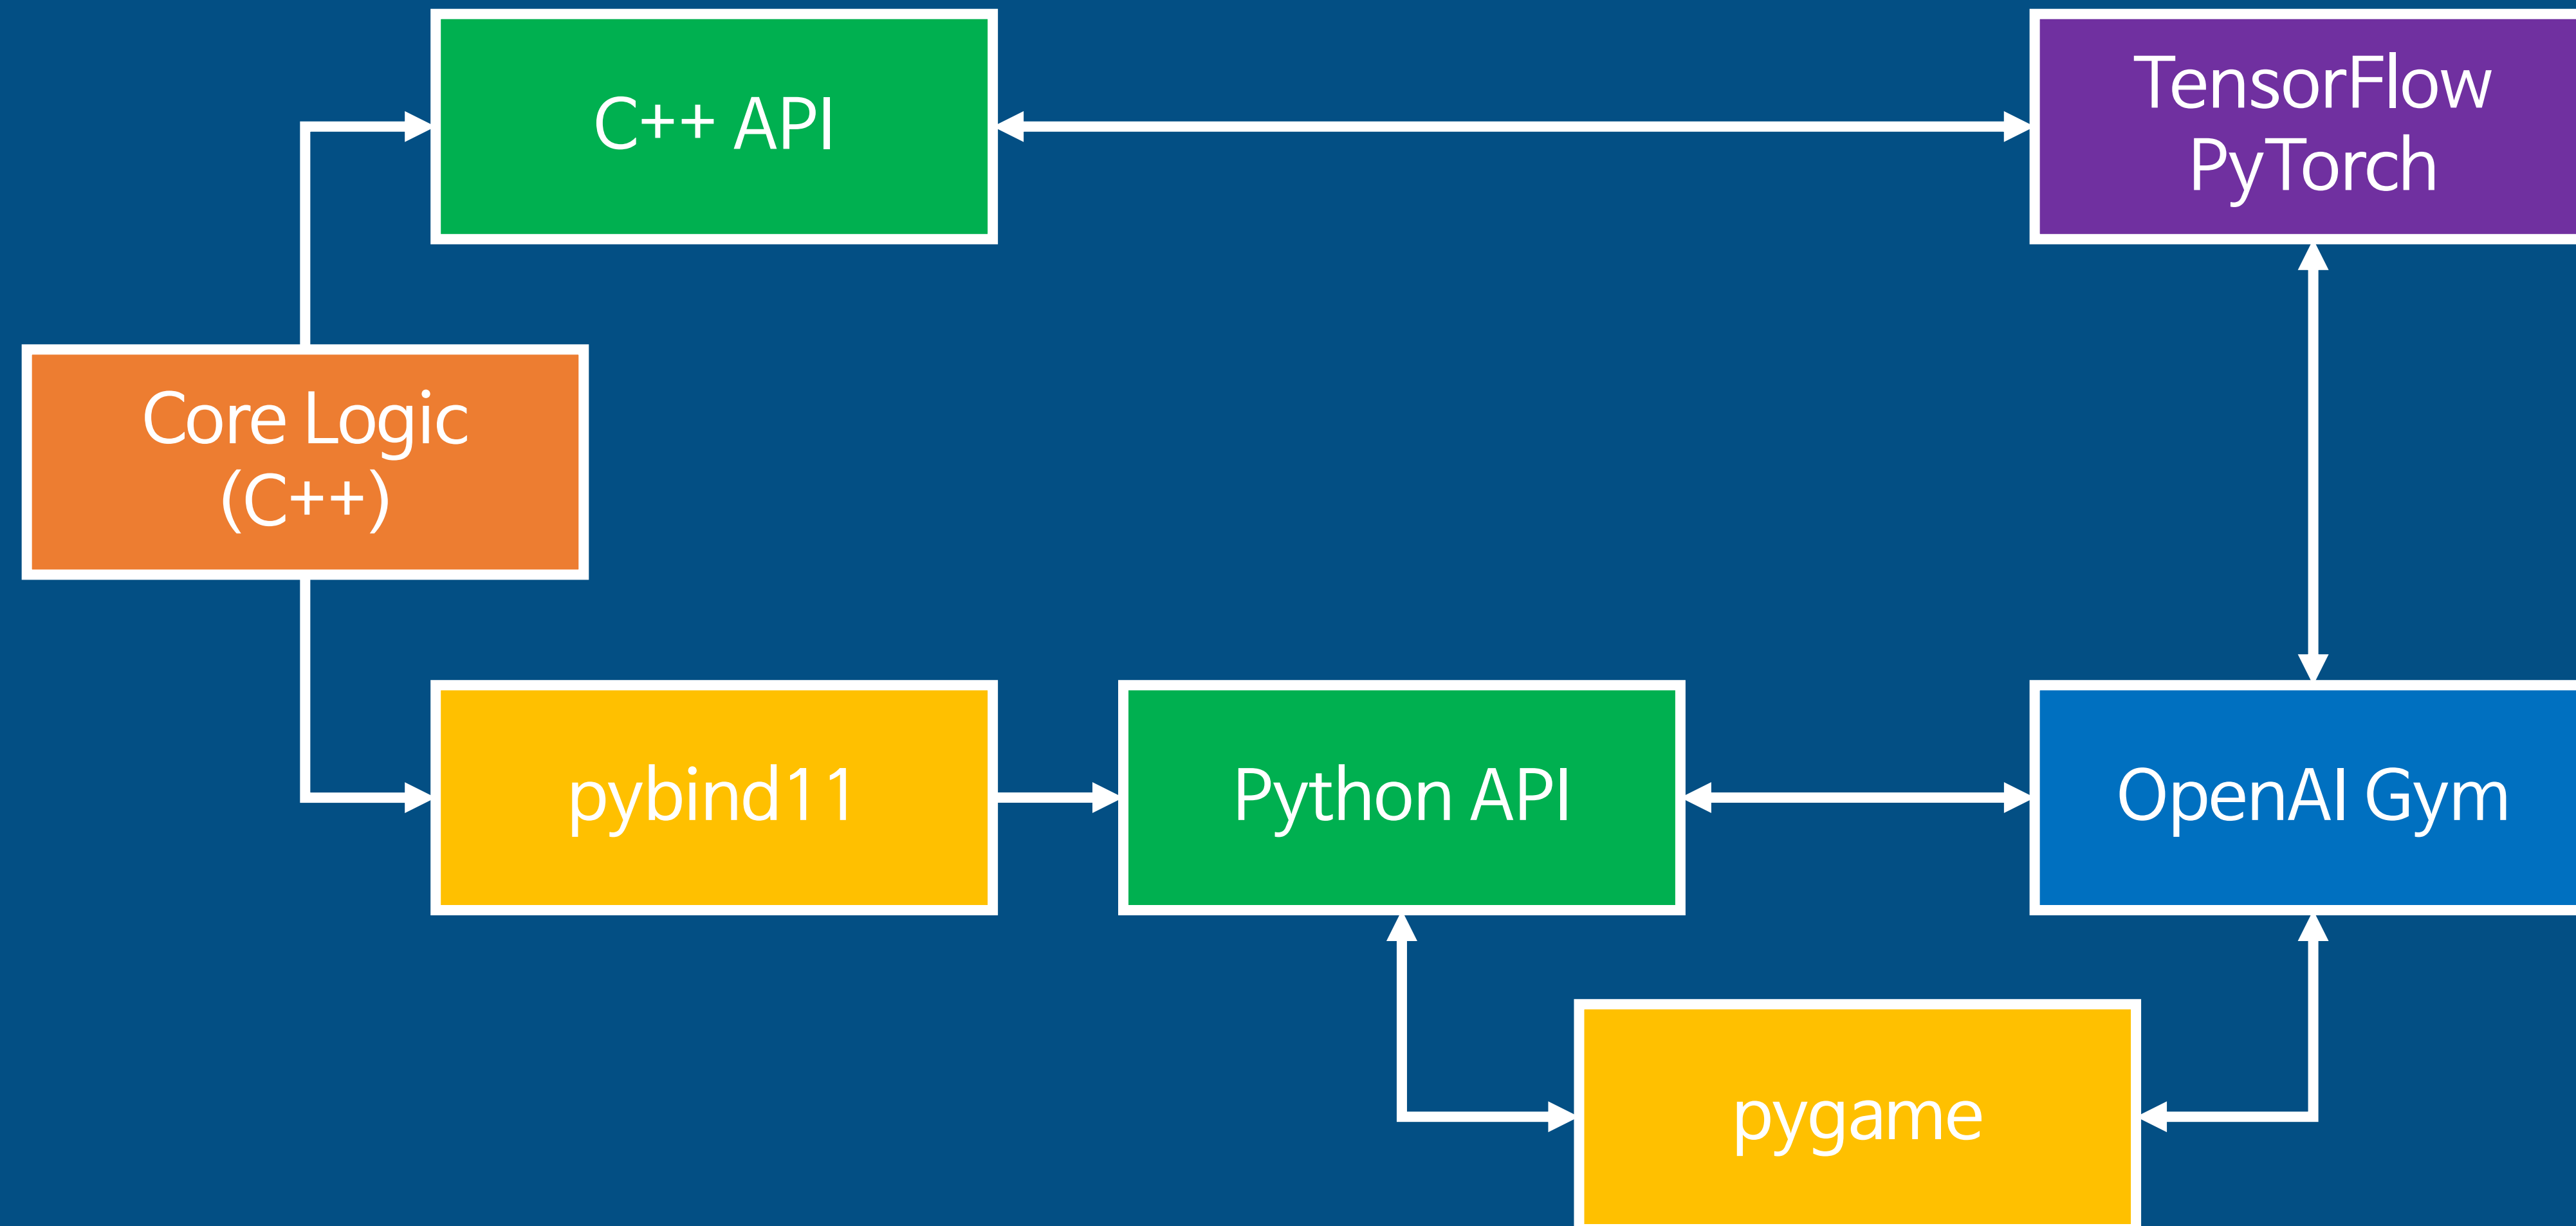 C++ API
TensorFlow
PyTorch
Core Logic
(C++)
pybind11
Python API
OpenAI Gym
pygame